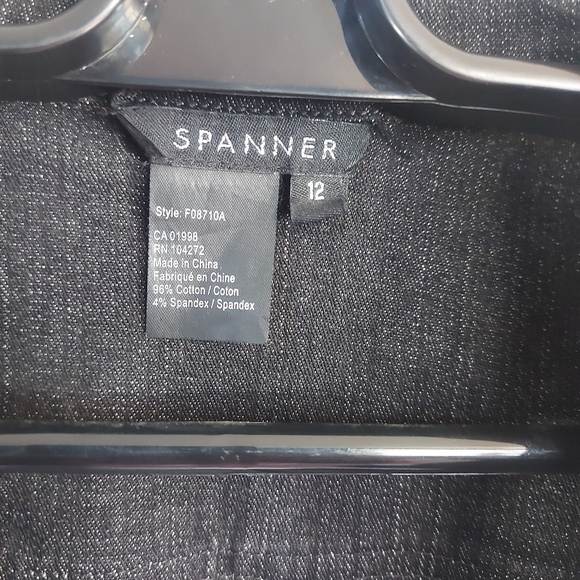 SPANNER
12
Style: F08710A
CA 01998
RN 104272
Made in China
Fabriqué en Chine
96% Cotton / Coton
4% Spandex / Spandex